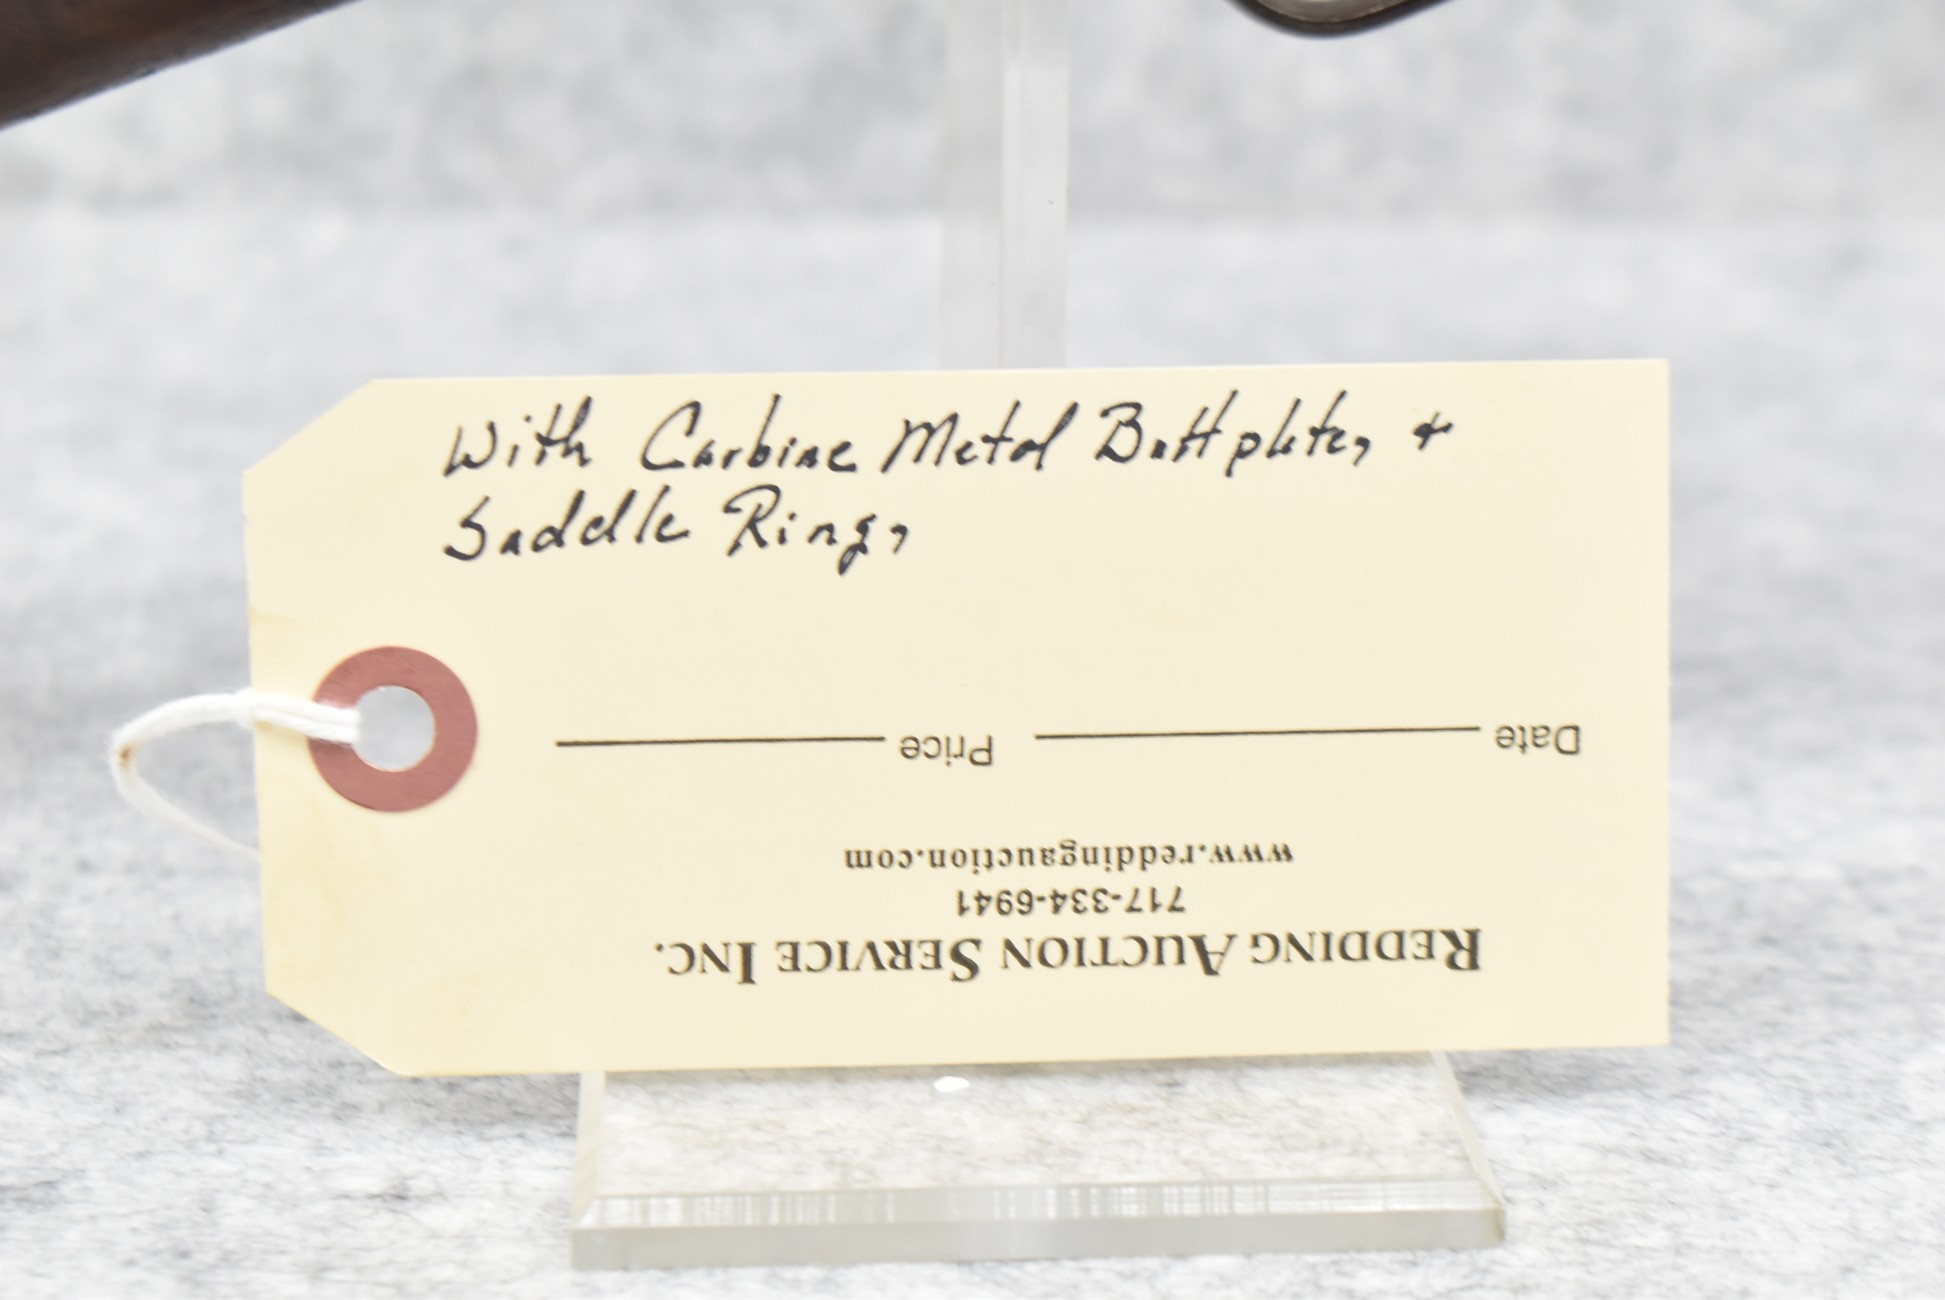 With Carbine Metal Buttplate, &
Saddle Ring,
REDDING AUCTION SERVICE INC.
717-334-6941
www.reddingauction.com
Date Price